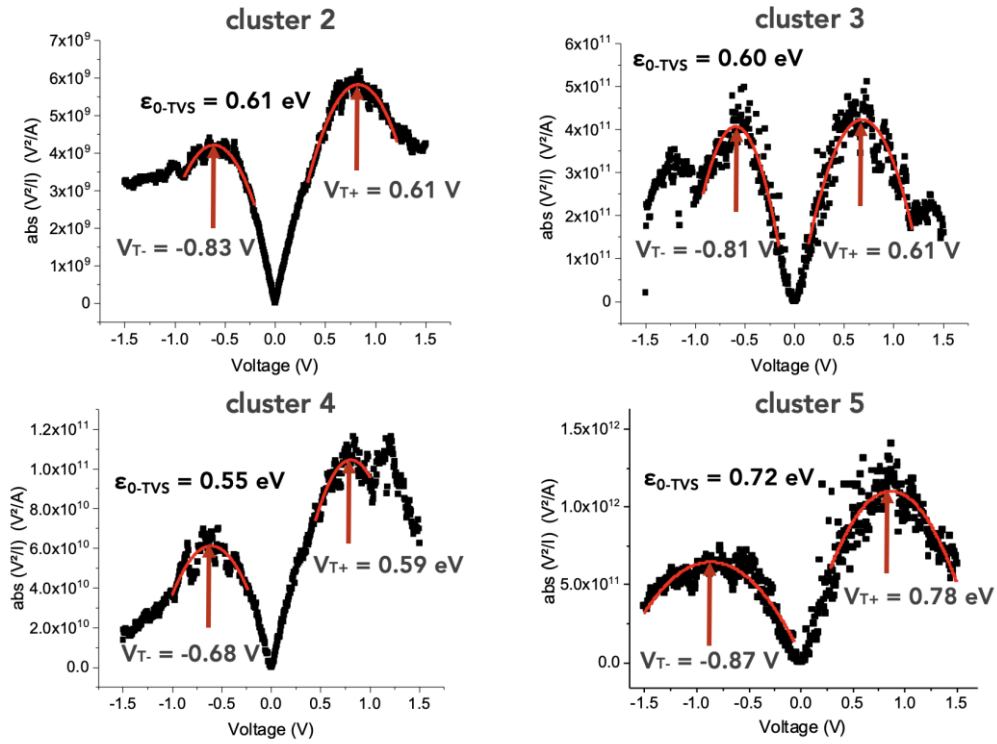 cluster 2
7x10⁹
6x10⁹
5x10⁹
4x10⁹
3x10⁹
2x10⁹
1x10⁹
0
abs (V²/I) (V²/A)
ε0-TVS = 0.61 eV
VT+ = 0.61 V
VT- = -0.83 V
-1.5 -1.0 -0.5 0.0 0.5 1.0 1.5
Voltage (V)
cluster 3
6x10¹¹
5x10¹¹
4x10¹¹
3x10¹¹
2x10¹¹
1x10¹¹
0
abs (V²/I) (V²/A)
ε0-TVS = 0.60 eV
VT- = -0.81 V
VT+ = 0.61 V
-1.5 -1.0 -0.5 0.0 0.5 1.0 1.5
Voltage (V)
cluster 4
1.2x10¹¹
1.0x10¹¹
8.0x10¹⁰
6.0x10¹⁰
4.0x10¹⁰
2.0x10¹⁰
0.0
abs (V²/I) (V²/A)
ε0-TVS = 0.55 eV
VT+ = 0.59 eV
VT- = -0.68 V
-1.5 -1.0 -0.5 0.0 0.5 1.0 1.5
Voltage (V)
cluster 5
1.5x10¹²
1.0x10¹²
5.0x10¹¹
0.0
abs (V²/I) (V²/A)
ε0-TVS = 0.72 eV
VT+ = 0.78 eV
VT- = -0.87 V
-1.5 -1.0 -0.5 0.0 0.5 1.0 1.5
Voltage (V)